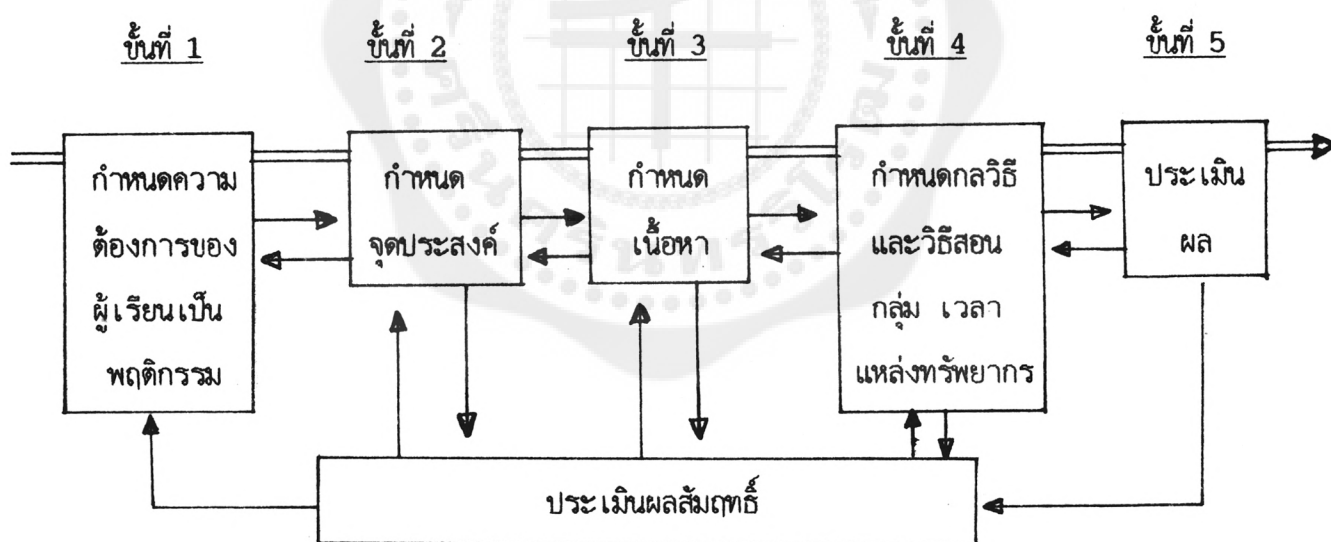 ขั้นที่ 1
ขั้นที่ 2
ขั้นที่ 3
ขั้นที่ 4
ขั้นที่ 5
กำหนดความ
ต้องการของ
ผู้เรียนเป็น
พฤติกรรม
กำหนด
จุดประสงค์
กำหนด
เนื้อหา
กำหนดกลวิธี
และวิธีสอน
กลุ่ม เวลา
แหล่งทรัพยากร
ประเมิน
ผล
ประเมินผลสัมฤทธิ์